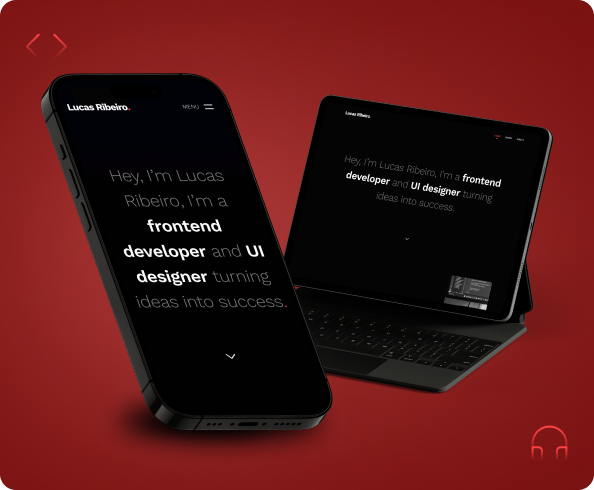 Lucas Ribeiro.
MENU
Hey, I'm Lucas
Ribeiro, I'm a
frontend
developer and UI
designer turning
ideas into success.
Lucas Ribeiro.
Hey, I'm Lucas Ribeiro, I'm a frontend
developer and UI designer turning
ideas into success.